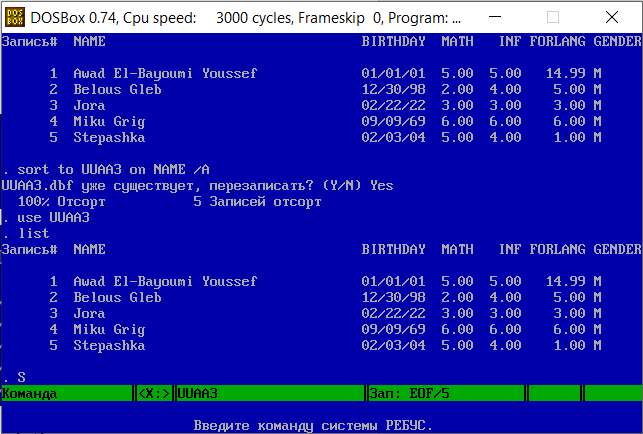 DOSBox 0.74, Cpu speed: 3000 cycles, Frameskip 0, Program: ...
Запись# NAME BIRTHDAY MATH INF FORLANG GENDER
1 Awad El-Bayoumi Youssef 01/01/01 5.00 5.00 14.99 M
2 Belous Gleb 12/30/98 2.00 4.00 5.00 M
3 Jora 02/22/22 3.00 3.00 3.00 M
4 Miku Grig 09/09/69 6.00 6.00 6.00 M
5 Stepashka 02/03/04 5.00 4.00 1.00 M
. sort to UUAA3 on NAME /A
UUAA3.dbf уже существует, перезаписать? (Y/N) Yes
100% Отсорт 5 Записей отсорт
. use UUAA3
. list
Запись# NAME BIRTHDAY MATH INF FORLANG GENDER
1 Awad El-Bayoumi Youssef 01/01/01 5.00 5.00 14.99 M
2 Belous Gleb 12/30/98 2.00 4.00 5.00 M
3 Jora 02/22/22 3.00 3.00 3.00 M
4 Miku Grig 09/09/69 6.00 6.00 6.00 M
5 Stepashka 02/03/04 5.00 4.00 1.00 M
. S
Команда <X:> UUAA3 Зап: EOF/5
Введите команду системы РЕБУС.